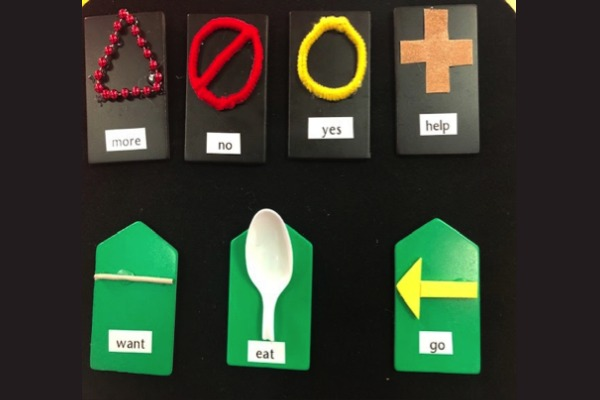 more
no
yes
help
want
eat
go